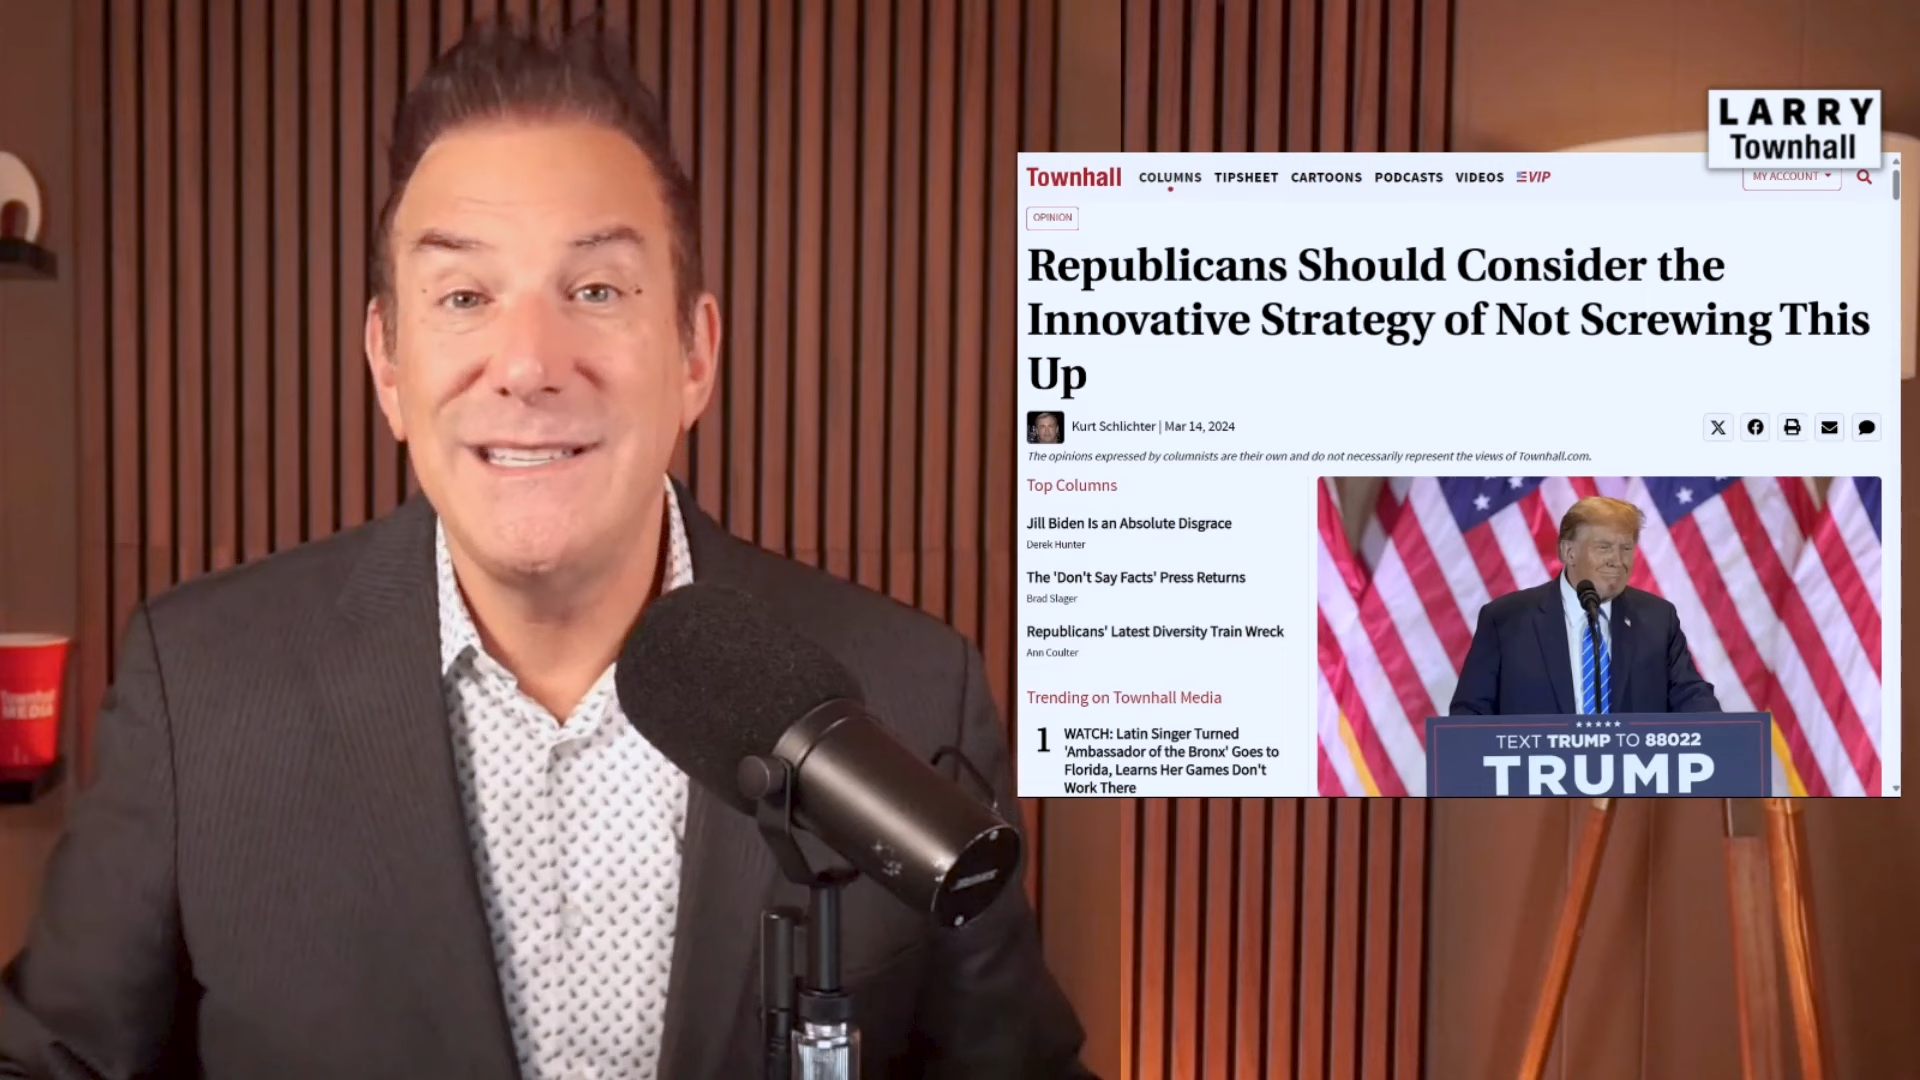 LARRY
Townhall
Townhall COLUMNS TIPSHEET CARTOONS PODCASTS VIDEOS VIP MY ACCOUNT
OPINION
Republicans Should Consider the
Innovative Strategy of Not Screwing This
Up
Kurt Schlichter | Mar 14, 2024
The opinions expressed by columnists are their own and do not necessarily represent the views of Townhall.com.
Top Columns
Jill Biden Is an Absolute Disgrace
Derek Hunter
The 'Don't Say Facts' Press Returns
Brad Slager
Republicans' Latest Diversity Train Wreck
Ann Coulter
Trending on Townhall Media
1 WATCH: Latin Singer Turned
'Ambassador of the Bronx' Goes to
Florida, Learns Her Games Don't
Work There
TEXT TRUMP TO 88022
TRUMP
Townhall
MEDIA